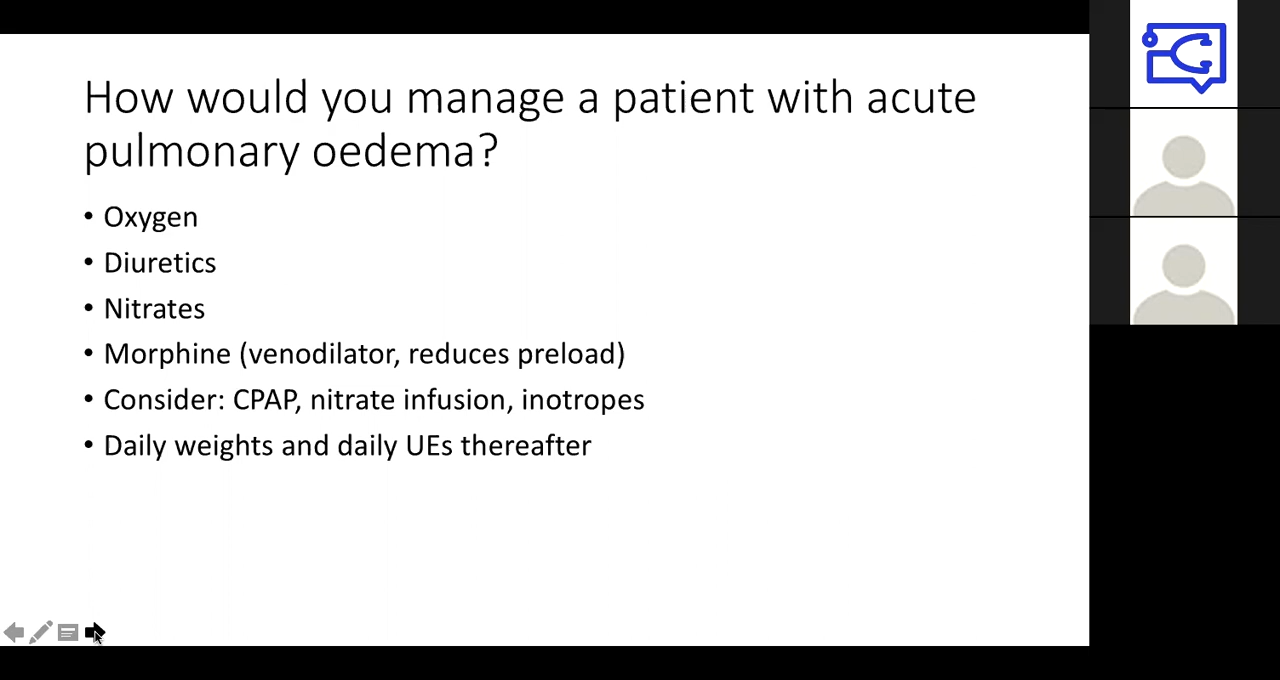 How would you manage a patient with acute
pulmonary oedema?
• Oxygen
• Diuretics
• Nitrates
• Morphine (venodilator, reduces preload)
• Consider: CPAP, nitrate infusion, inotropes
• Daily weights and daily UEs thereafter